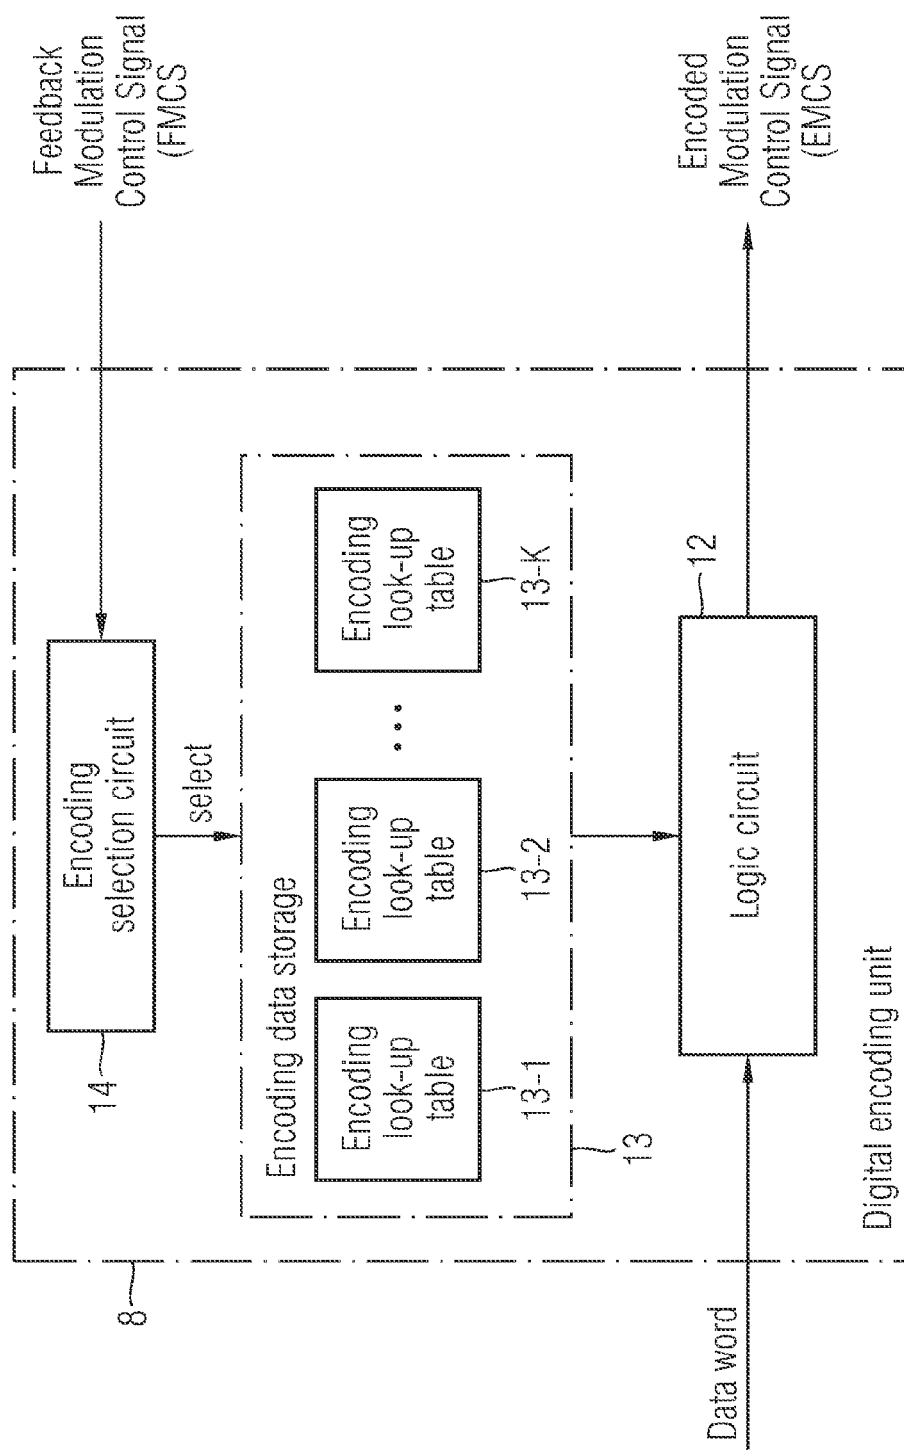 Feedback
Modulation
Control Signal
(FMCS)
14
Encoding
selection circuit
select
Encoding data storage
Encoding
look-up
table
13-1
Encoding
look-up
table
13-2
...
Encoding
look-up
table
13-K
13
12
Logic circuit
Data word
Encoded
Modulation
Control Signal
(EMCS)
Digital encoding unit
8